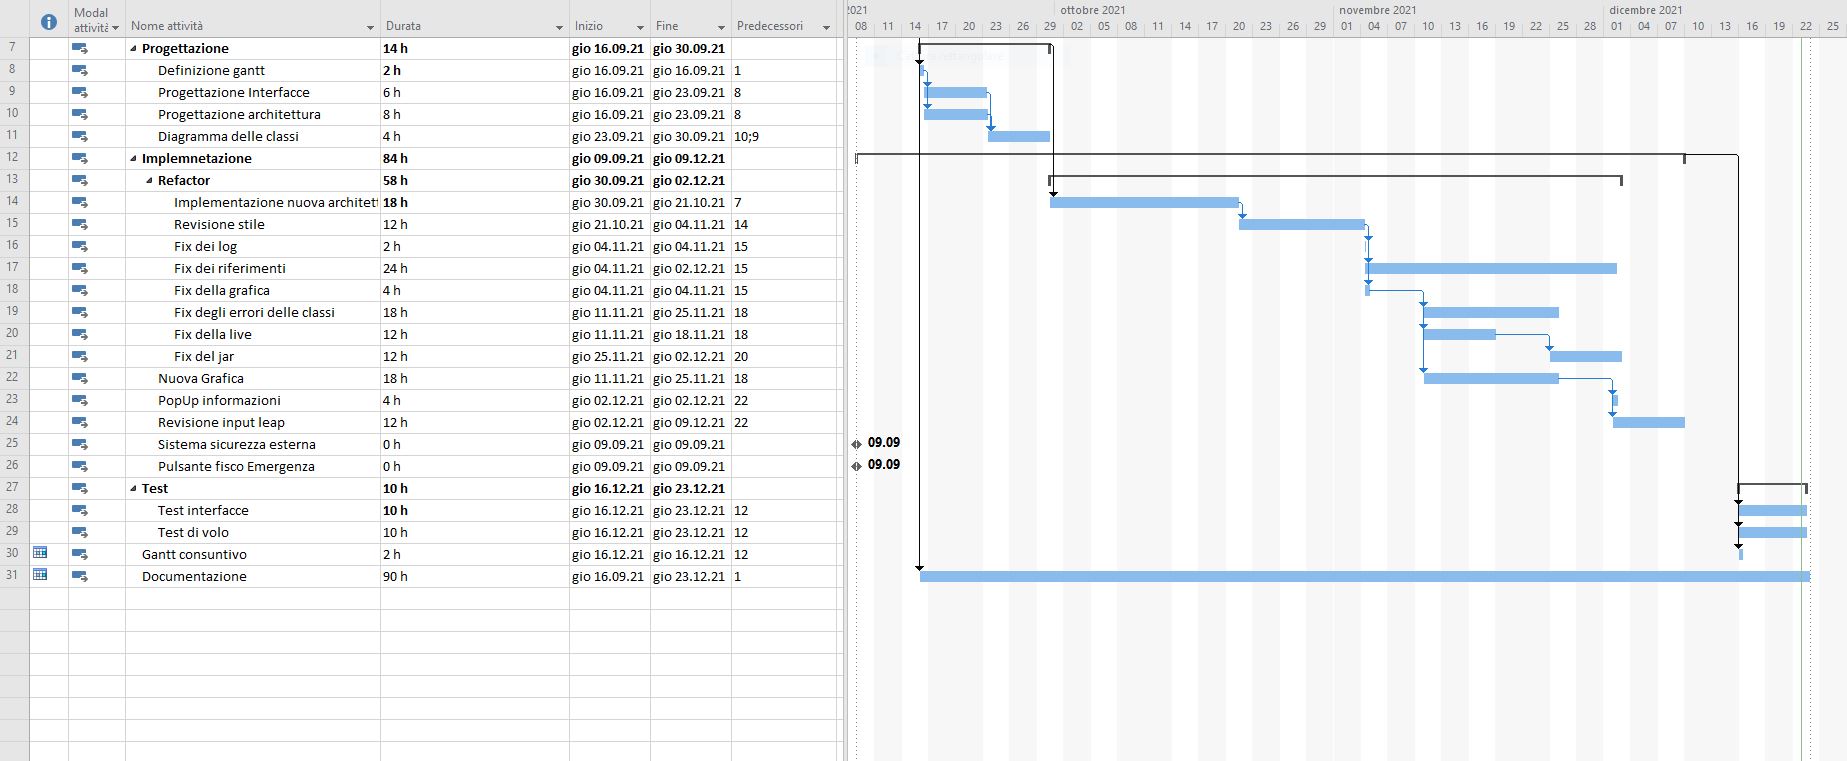 Modal attività Nome attività Durata Inizio Fine Predecessori
2021 ottobre 2021 novembre 2021 dicembre 2021
08 11 14 17 20 23 26 29 02 05 08 11 14 17 20 23 26 29 01 04 07 10 13 16 19 22 25 28 01 04 07 10 13 16 19 22 25
7 Progettazione 14 h gio 16.09.21 gio 30.09.21
8 Definizione gantt 2 h gio 16.09.21 gio 16.09.21 1
9 Progettazione Interfacce 6 h gio 16.09.21 gio 23.09.21 8
10 Progettazione architettura 8 h gio 16.09.21 gio 23.09.21 8
11 Diagramma delle classi 4 h gio 23.09.21 gio 30.09.21 10;9
12 Implemnetazione 84 h gio 09.09.21 gio 09.12.21
13 Refactor 58 h gio 30.09.21 gio 02.12.21
14 Implementazione nuova architet 18 h gio 30.09.21 gio 21.10.21 7
15 Revisione stile 12 h gio 21.10.21 gio 04.11.21 14
16 Fix dei log 2 h gio 04.11.21 gio 04.11.21 15
17 Fix dei riferimenti 24 h gio 04.11.21 gio 02.12.21 15
18 Fix della grafica 4 h gio 04.11.21 gio 04.11.21 15
19 Fix degli errori delle classi 18 h gio 11.11.21 gio 25.11.21 18
20 Fix della live 12 h gio 11.11.21 gio 18.11.21 18
21 Fix del jar 12 h gio 25.11.21 gio 02.12.21 20
22 Nuova Grafica 18 h gio 11.11.21 gio 25.11.21 18
23 PopUp informazioni 4 h gio 02.12.21 gio 02.12.21 22
24 Revisione input leap 12 h gio 02.12.21 gio 09.12.21 22
25 Sistema sicurezza esterna 0 h gio 09.09.21 gio 09.09.21 09.09
26 Pulsante fisco Emergenza 0 h gio 09.09.21 gio 09.09.21 09.09
27 Test 10 h gio 16.12.21 gio 23.12.21
28 Test interfacce 10 h gio 16.12.21 gio 23.12.21 12
29 Test di volo 10 h gio 16.12.21 gio 23.12.21 12
30 Gantt consuntivo 2 h gio 16.12.21 gio 16.12.21 12
31 Documentazione 90 h gio 16.09.21 gio 23.12.21 1